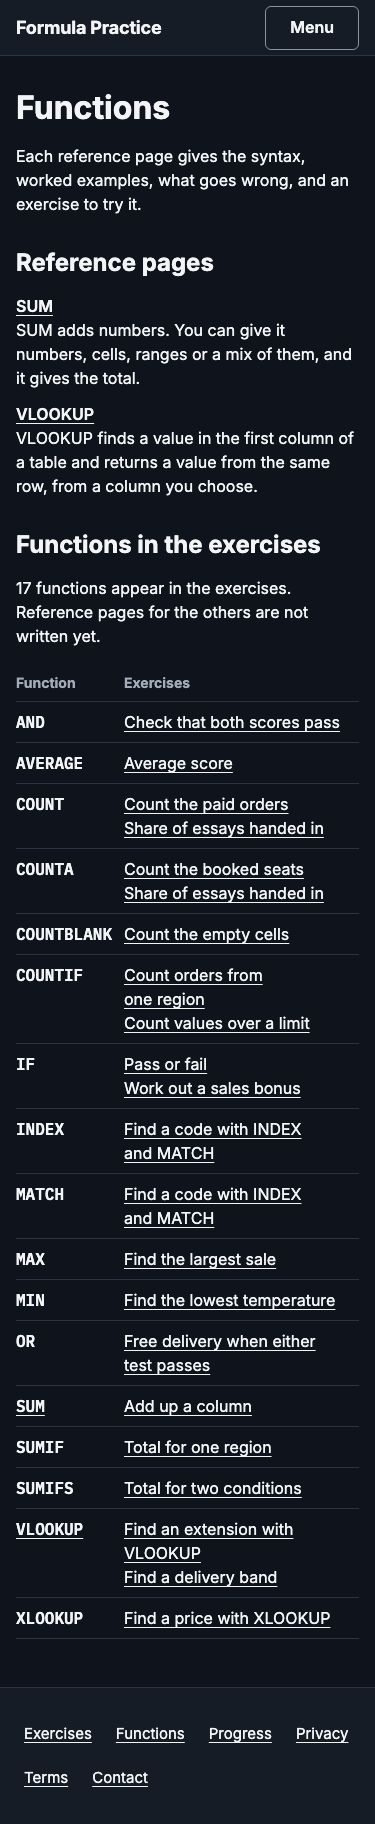 Formula Practice
Menu
Functions
Each reference page gives the syntax,
worked examples, what goes wrong, and an
exercise to try it.
Reference pages
SUM
SUM adds numbers. You can give it
numbers, cells, ranges or a mix of them, and
it gives the total.
VLOOKUP
VLOOKUP finds a value in the first column of
a table and returns a value from the same
row, from a column you choose.
Functions in the exercises
17 functions appear in the exercises.
Reference pages for the others are not
written yet.
Function Exercises
AND Check that both scores pass
AVERAGE Average score
COUNT Count the paid orders
Share of essays handed in
COUNTA Count the booked seats
Share of essays handed in
COUNTBLANK Count the empty cells
COUNTIF Count orders from
one region
Count values over a limit
IF Pass or fail
Work out a sales bonus
INDEX Find a code with INDEX
and MATCH
MATCH Find a code with INDEX
and MATCH
MAX Find the largest sale
MIN Find the lowest temperature
OR Free delivery when either
test passes
SUM Add up a column
SUMIF Total for one region
SUMIFS Total for two conditions
VLOOKUP Find an extension with
VLOOKUP
Find a delivery band
XLOOKUP Find a price with XLOOKUP
Exercises Functions Progress Privacy
Terms Contact